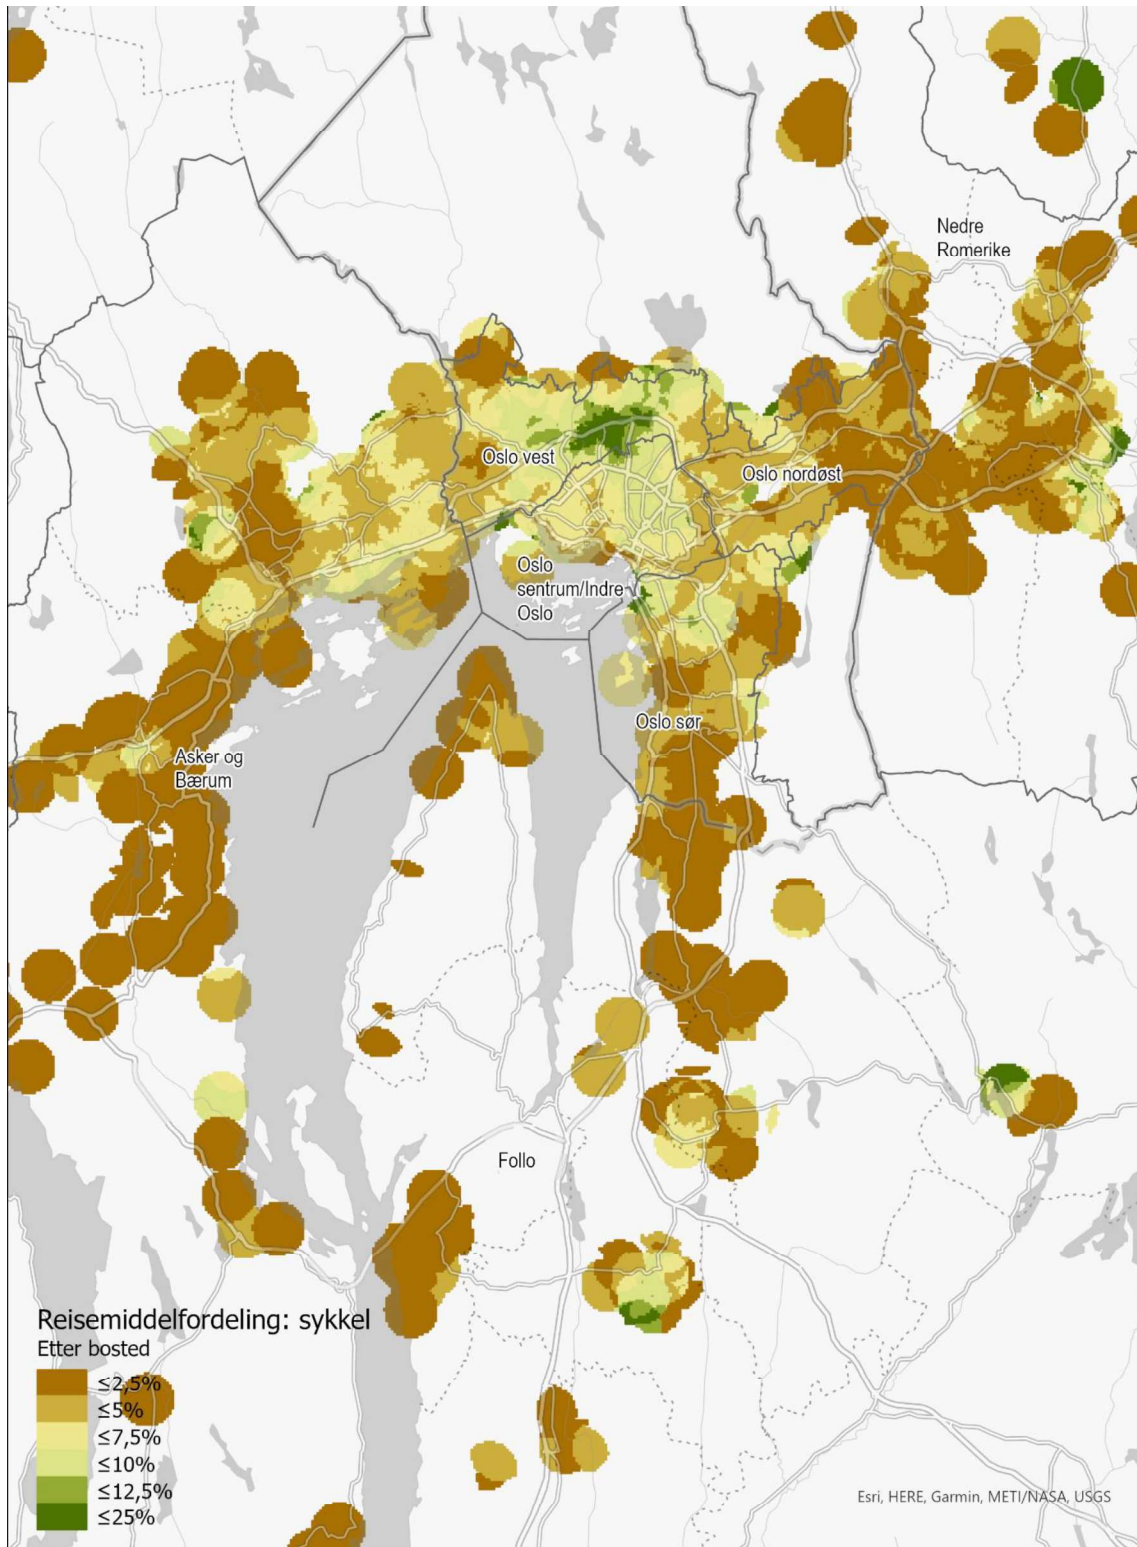 Nedre
Romerike
Oslo vest
Oslo nordøst
Oslo
sentrum/Indre
Oslo
Oslo sør
Asker og
Bærum
Follo
Reisemiddelfordeling: sykkel
Etter bosted
≤2,5%
≤5%
≤7,5%
≤10%
≤12,5%
≤25%
Esri, HERE, Garmin, METI/NASA, USGS